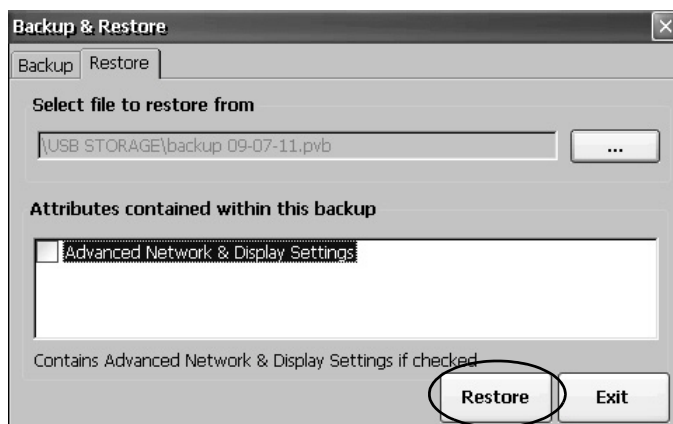 Backup & Restore
Backup Restore
Select file to restore from
\USB STORAGE\backup 09-07-11.pvb
...
Attributes contained within this backup
Advanced Network & Display Settings
Contains Advanced Network & Display Settings if checked
Restore Exit